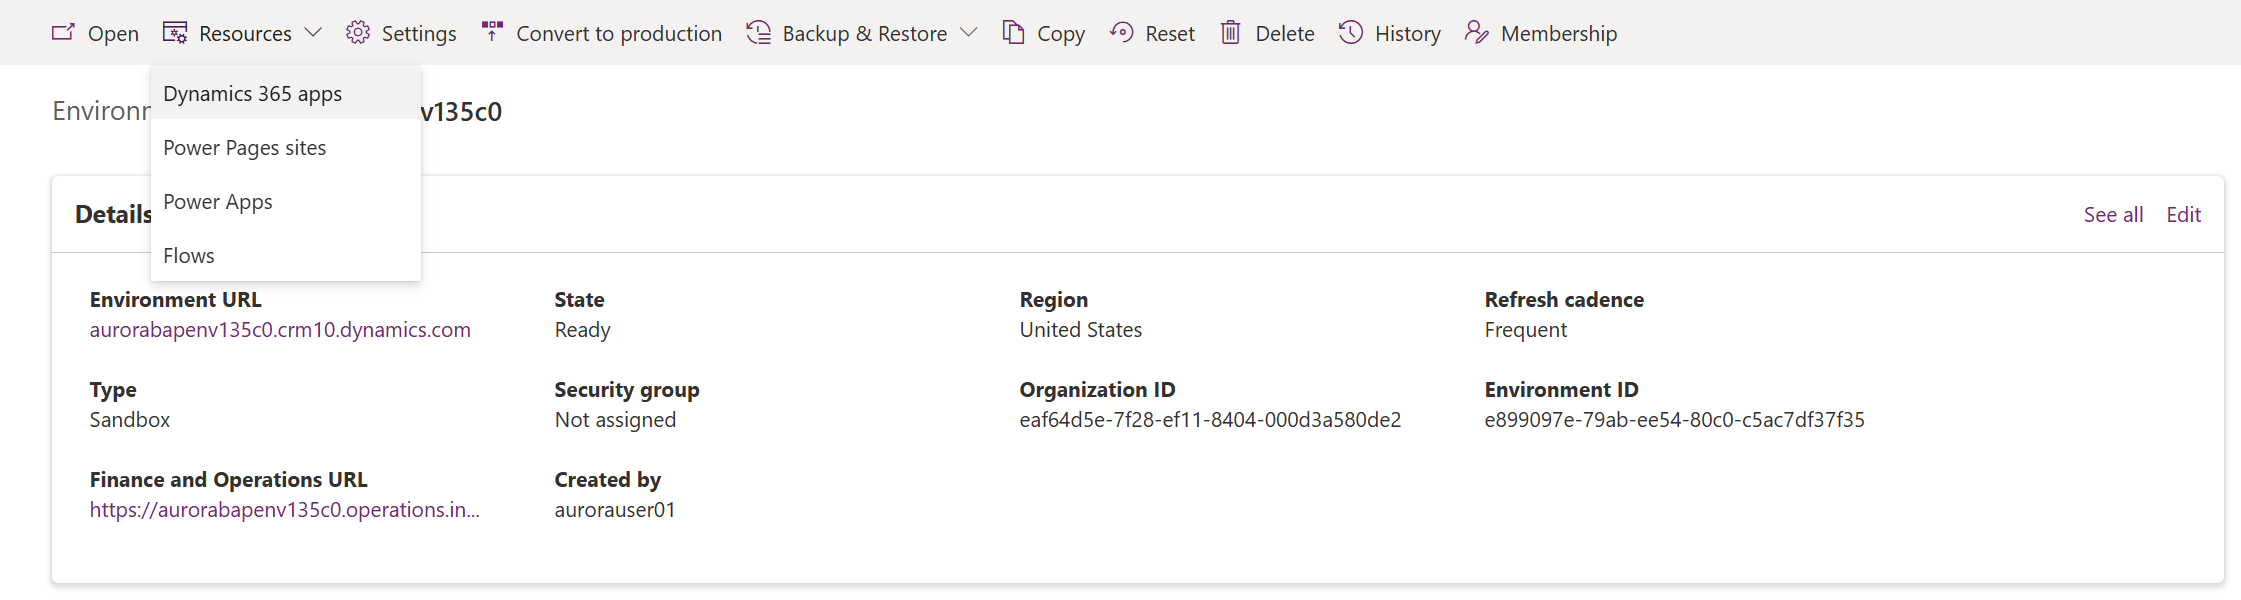 Open Resources Settings Convert to production Backup & Restore Copy Reset Delete History Membership
Dynamics 365 apps
Power Pages sites
Power Apps
Flows
v135c0
Details
See all Edit
Environment URL
aurorabapenv135c0.crm10.dynamics.com
State
Ready
Region
United States
Refresh cadence
Frequent
Type
Sandbox
Security group
Not assigned
Organization ID
eaf64d5e-7f28-ef11-8404-000d3a580de2
Environment ID
e899097e-79ab-ee54-80c0-c5ac7df37f35
Finance and Operations URL
https://aurorabapenv135c0.operations.in...
Created by
aurorauser01